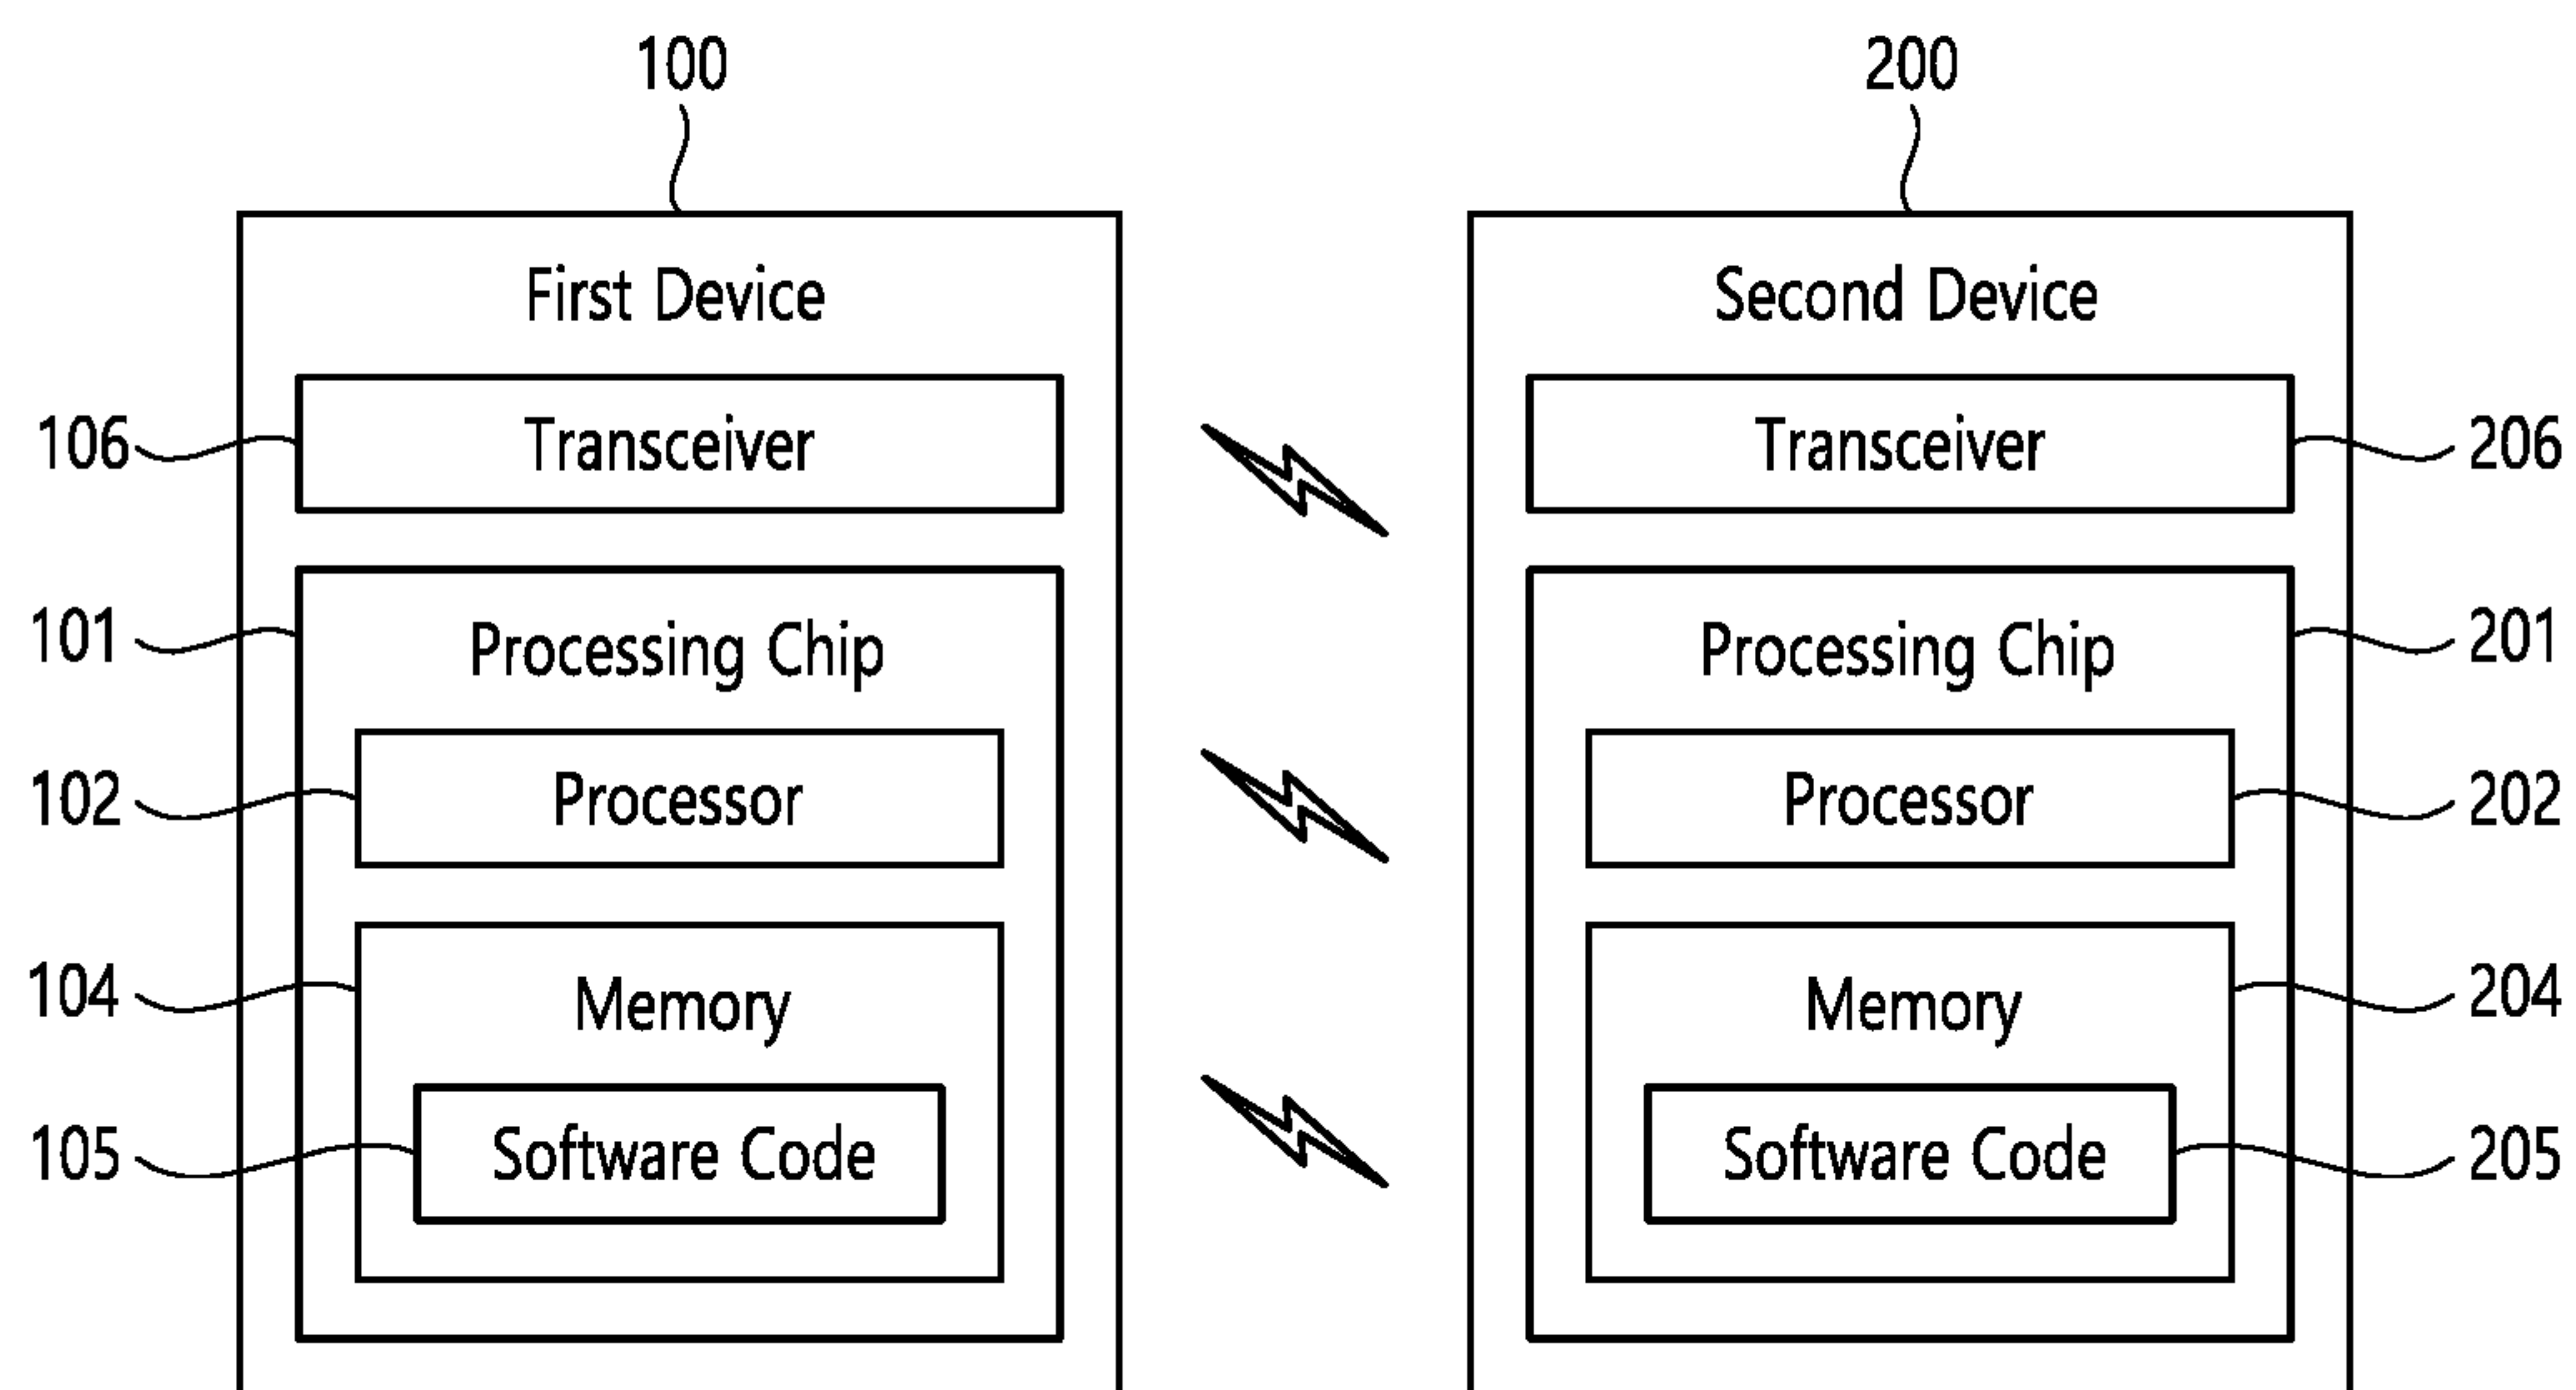 100
200
First Device
Second Device
106
Transceiver
Transceiver
206
101
Processing Chip
Processing Chip
201
102
Processor
Processor
202
104
Memory
Memory
204
105
Software Code
Software Code
205